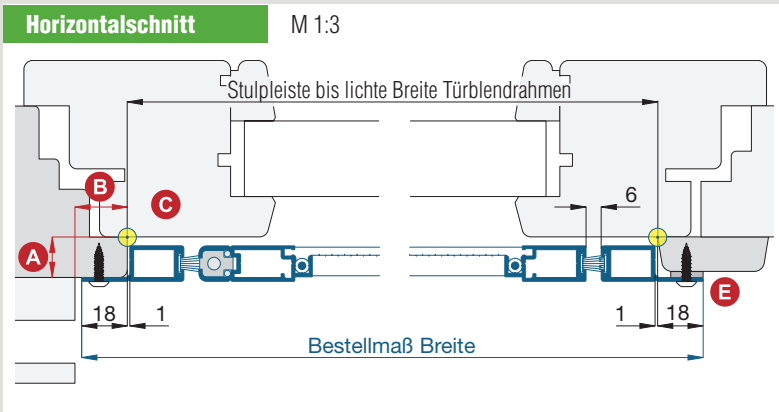 Horizontalschnitt M 1:3
Stulpleiste bis lichte Breite Türblendrahmen
B
C
6
A
E
18 1 1 18
Bestellmaß Breite